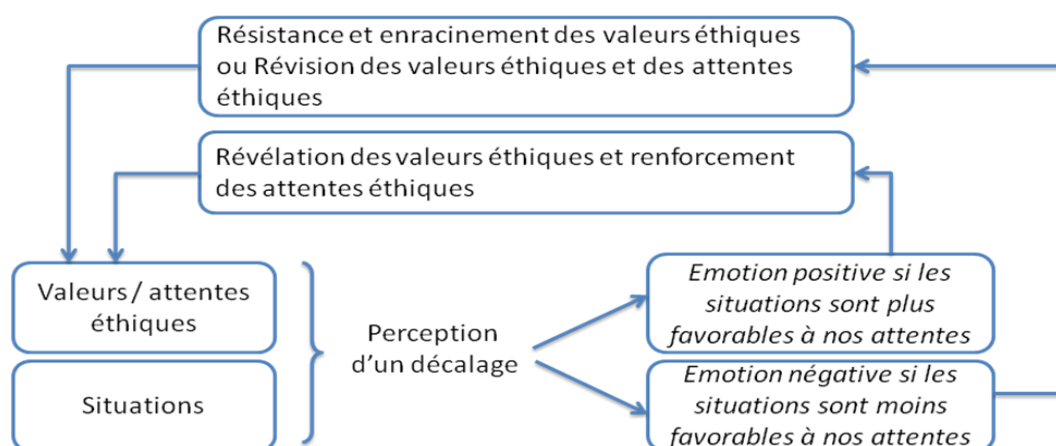 Résistance et enracinement des valeurs éthiques
ou Révision des valeurs éthiques et des attentes
éthiques
Révélation des valeurs éthiques et renforcement
des attentes éthiques
Valeurs / attentes
éthiques
Situations
Perception
d’un décalage
Emotion positive si les
situations sont plus
favorables à nos attentes
Emotion négative si les
situations sont moins
favorables à nos attentes